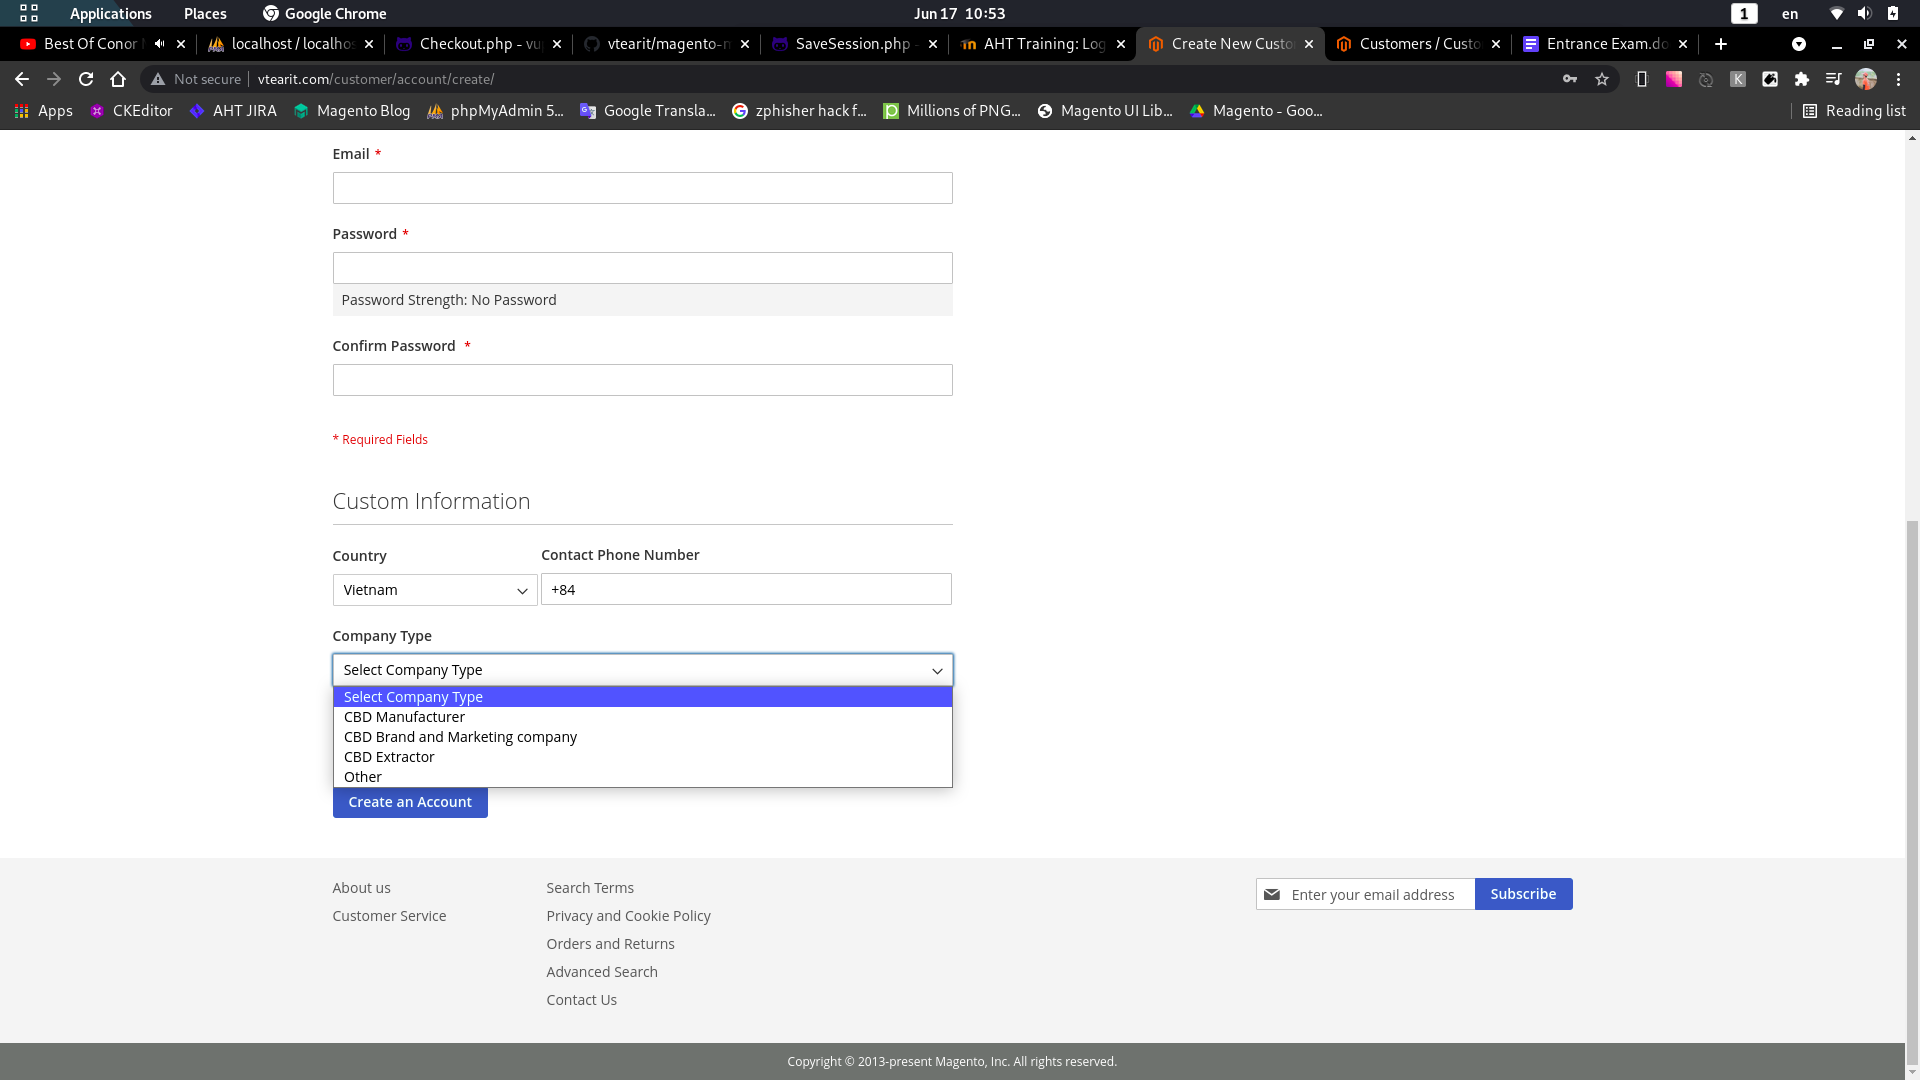 Applications Places Google Chrome Jun 17 10:53 1 en
Best Of Conor localhost / localhos Checkout.php - vu vtearit/magento- SaveSession.php - AHT Training: Log Create New Custo Customers / Custo Entrance Exam.do
Not secure vtearit.com/customer/account/create/
Apps CKEditor AHT JIRA Magento Blog phpMyAdmin 5... Google Transla... zphisher hack f... Millions of PNG... Magento UI Lib... Magento - Goo... Reading list
Email *
Password *
Password Strength: No Password
Confirm Password *
* Required Fields
Custom Information
Country Contact Phone Number
Vietnam +84
Company Type
Select Company Type
Select Company Type
CBD Manufacturer
CBD Brand and Marketing company
CBD Extractor
Other
Create an Account
About us Search Terms Enter your email address Subscribe
Customer Service Privacy and Cookie Policy
Orders and Returns
Advanced Search
Contact Us
Copyright © 2013-present Magento, Inc. All rights reserved.